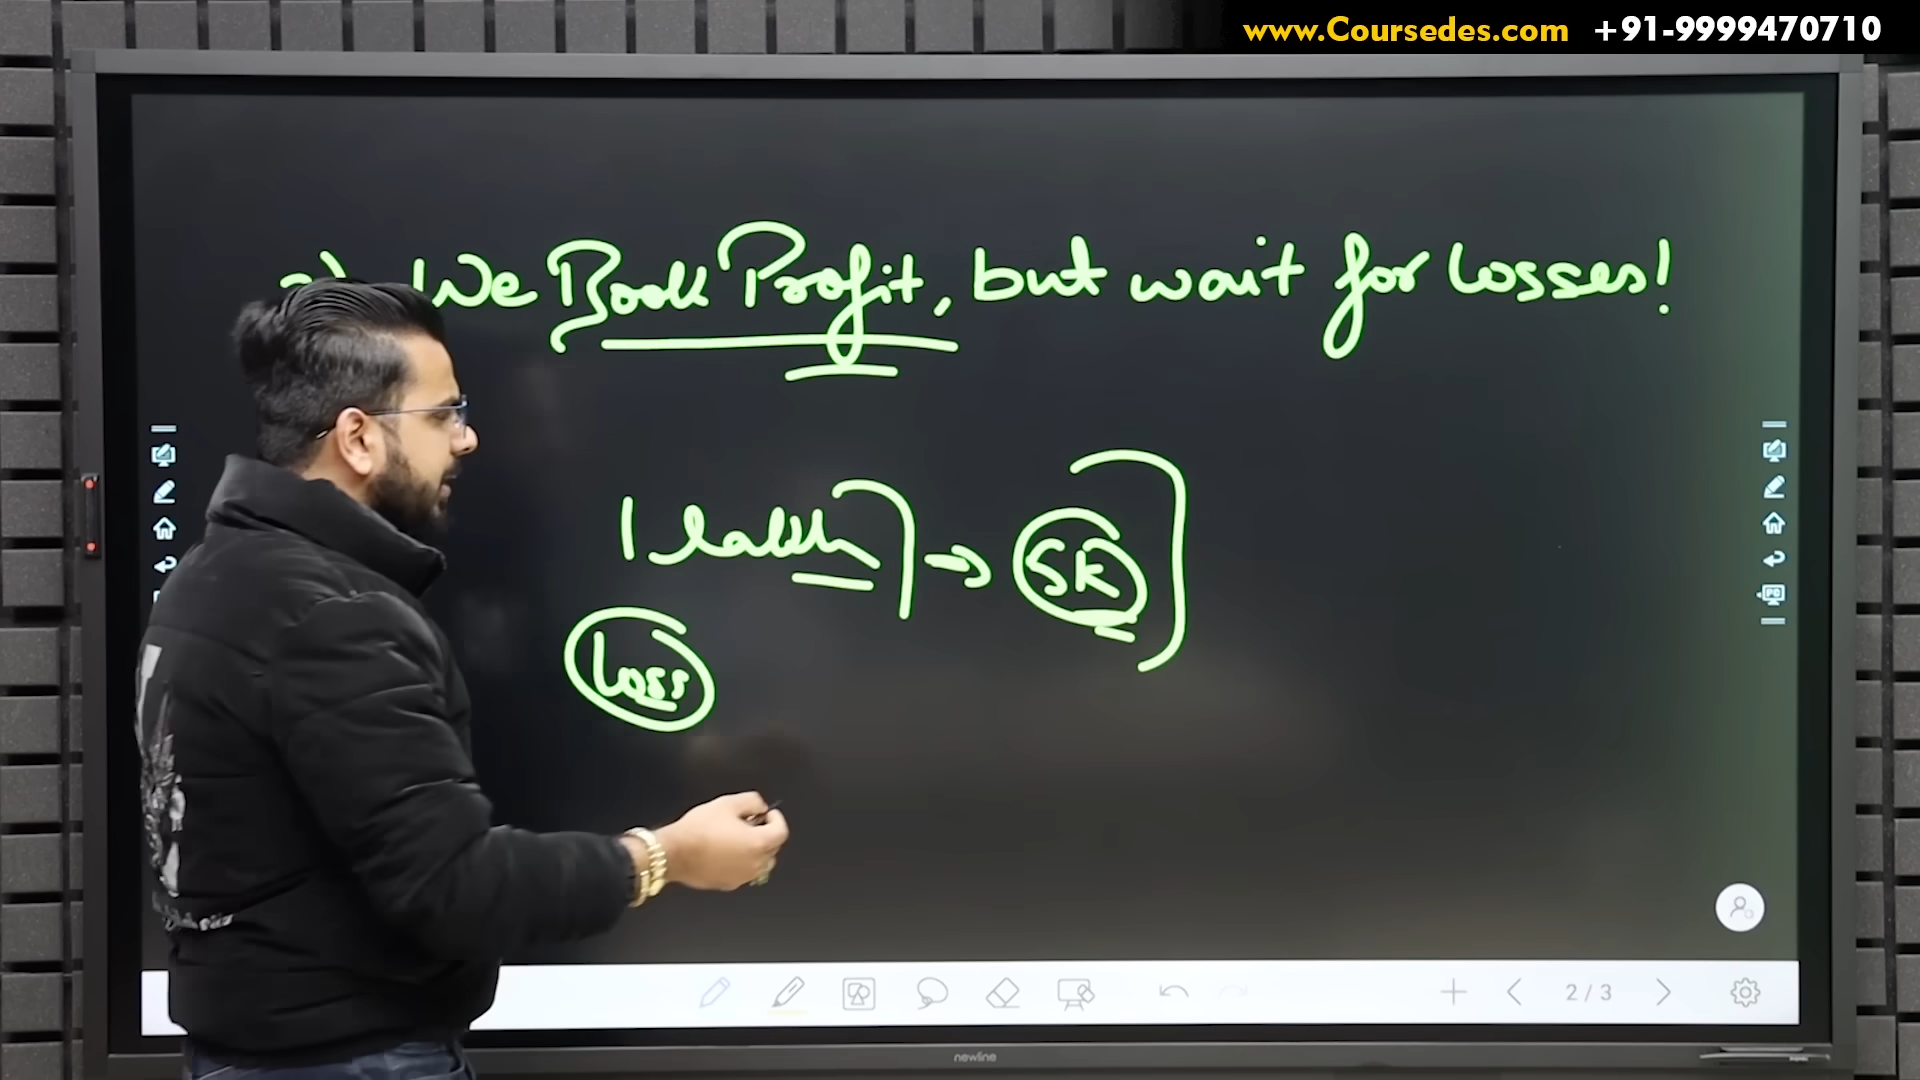 www.Coursedes.com +91-9999470710
We Book Profit, but wait for losses!
1 lakh → 5K
Loss
2 / 3
newline